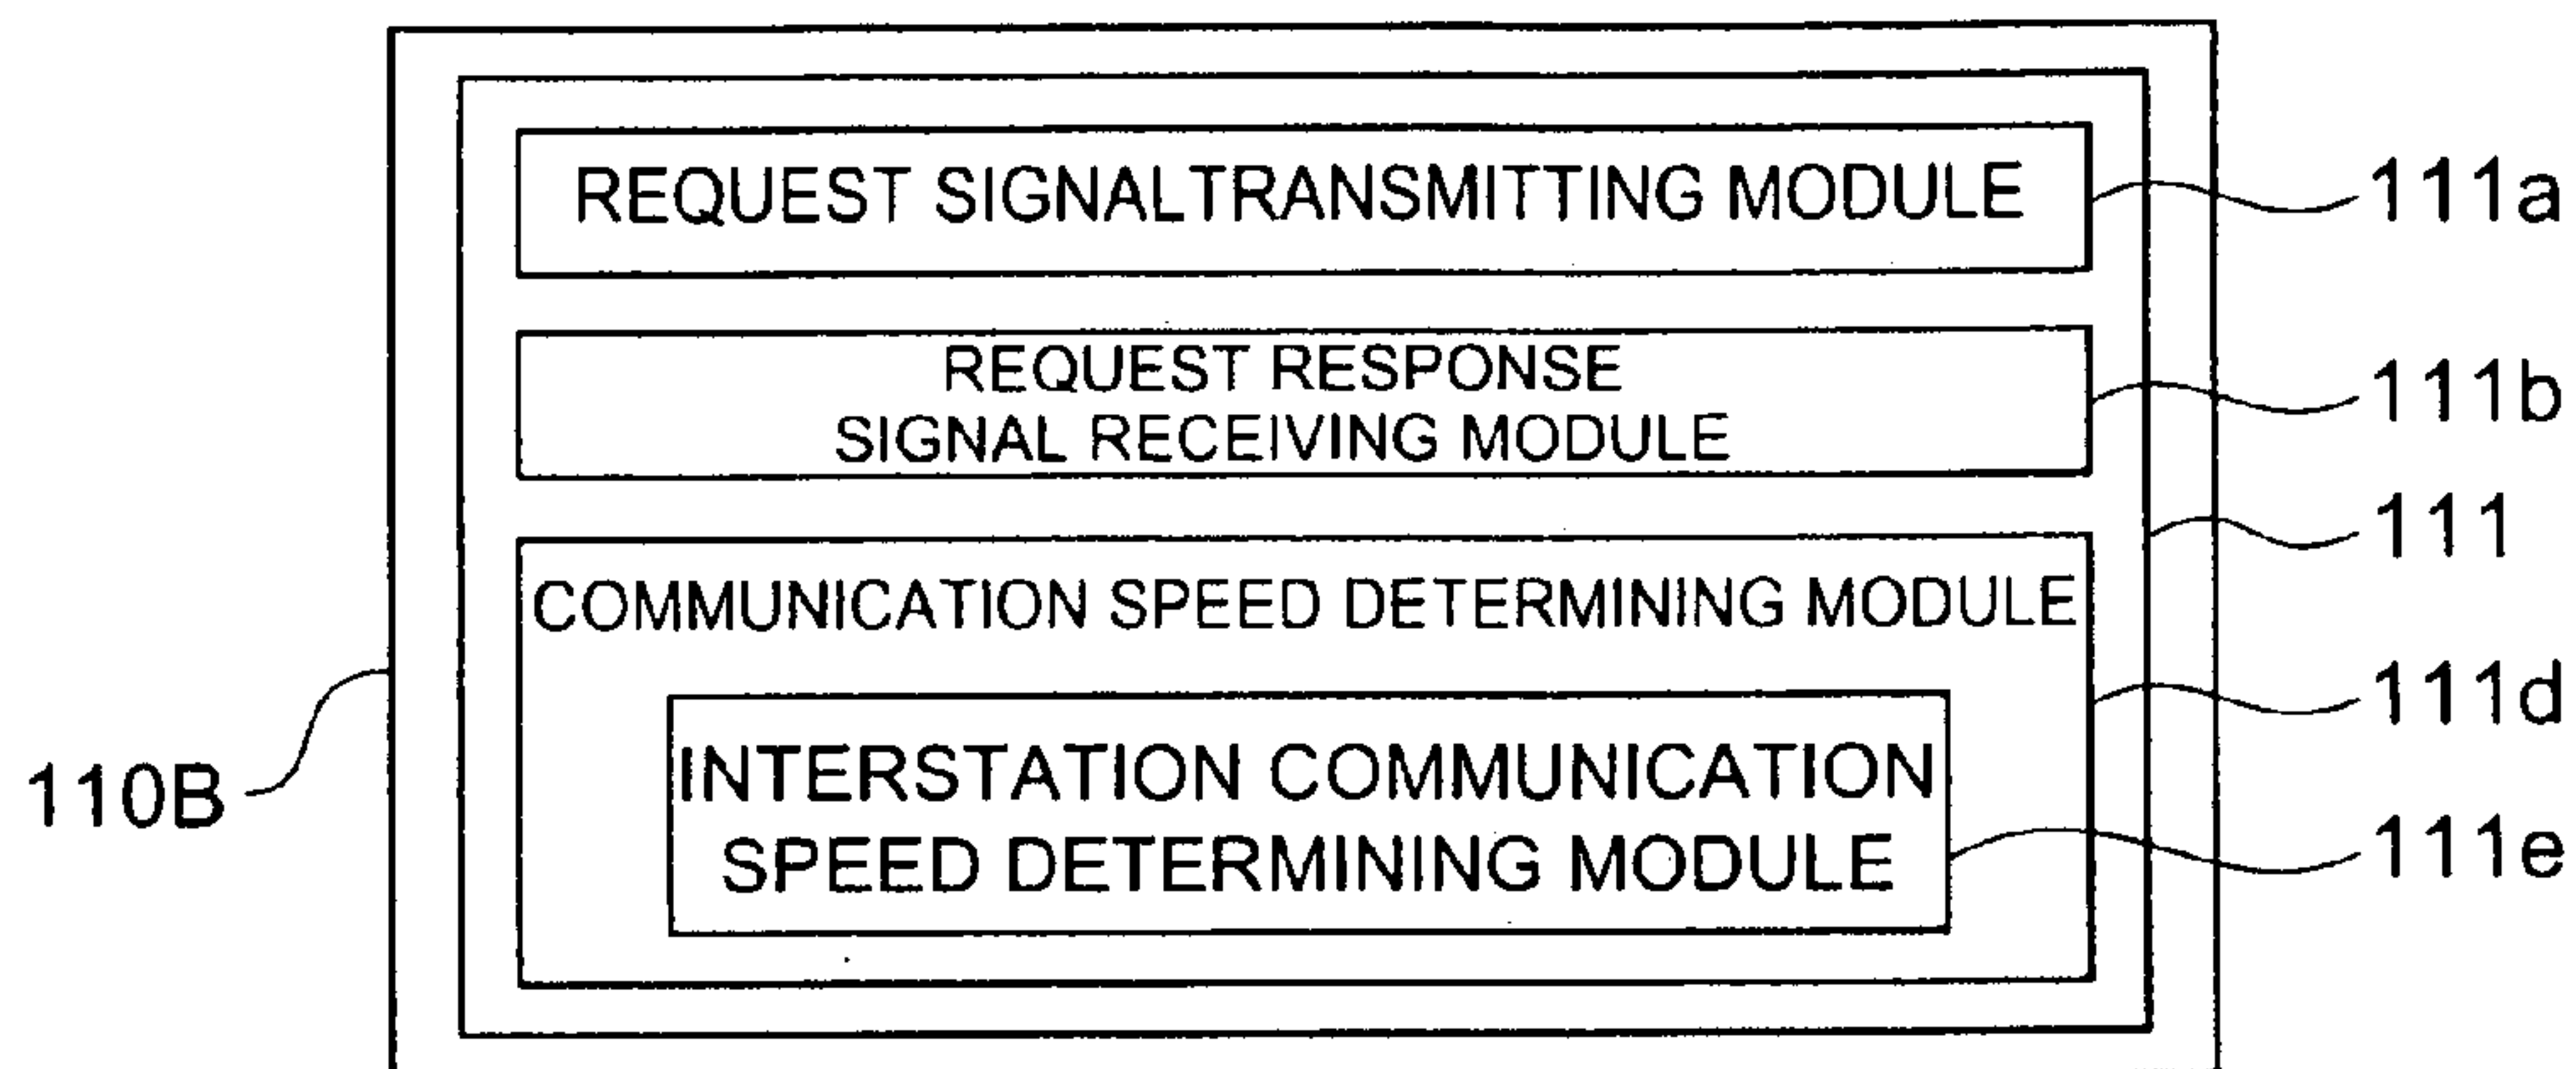 REQUEST SIGNALTRANSMITTING MODULE
111a
REQUEST RESPONSE
SIGNAL RECEIVING MODULE
111b
111
COMMUNICATION SPEED DETERMINING MODULE
111d
INTERSTATION COMMUNICATION
SPEED DETERMINING MODULE
111e
110B